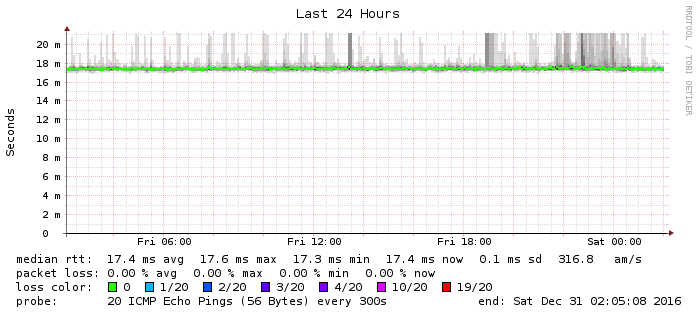 Last 24 Hours
RRDTOOL / TOBI OETIKER
Seconds
20 m
18 m
16 m
14 m
12 m
10 m
8 m
6 m
4 m
2 m
0
Fri 06:00 Fri 12:00 Fri 18:00 Sat 00:00
median rtt: 17.4 ms avg 17.6 ms max 17.3 ms min 17.4 ms now 0.1 ms sd 316.8 am/s
packet loss: 0.00 % avg 0.00 % max 0.00 % min 0.00 % now
loss color: 0 1/20 2/20 3/20 4/20 10/20 19/20
probe: 20 ICMP Echo Pings (56 Bytes) every 300s end: Sat Dec 31 02:05:08 2016